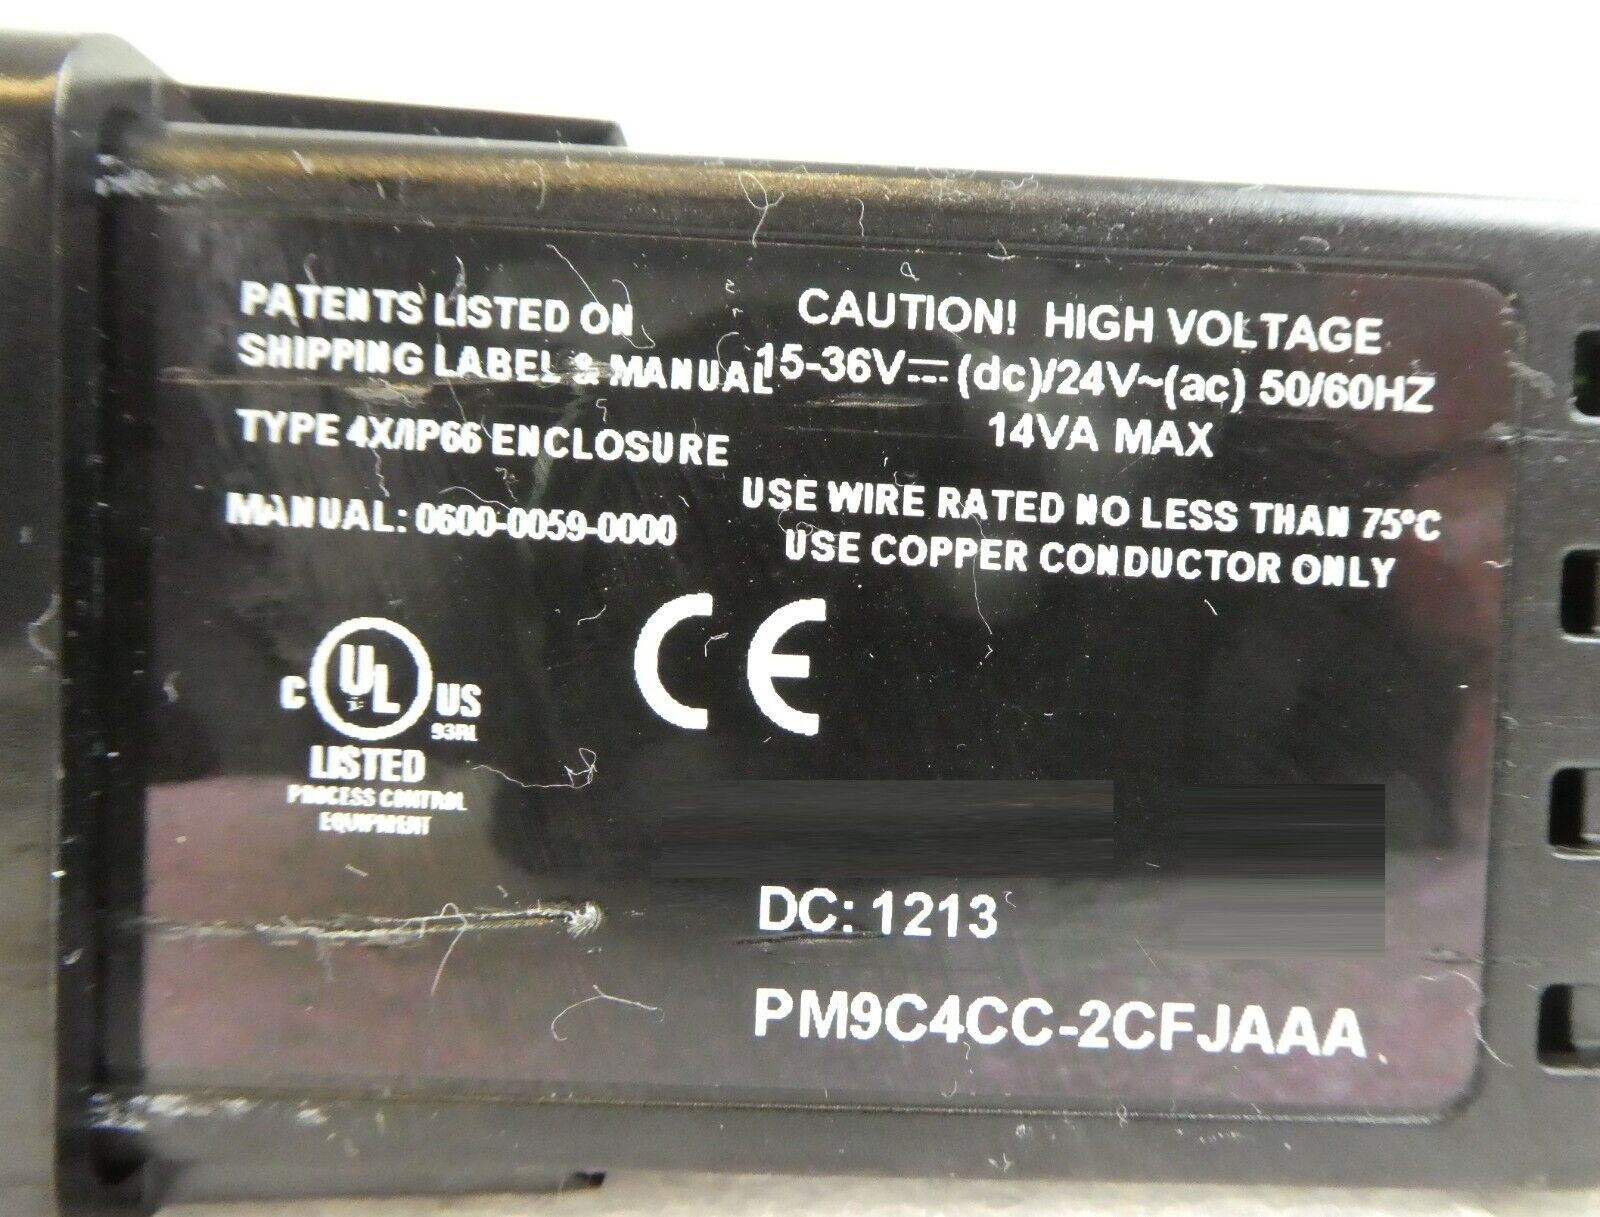 PATENTS LISTED ON
SHIPPING LABEL & MANUAL
TYPE 4X/IP66 ENCLOSURE
MANUAL: 0600-0059-0000
CAUTION! HIGH VOLTAGE
15-36V⎓(dc)/24V~(ac) 50/60HZ
14VA MAX
USE WIRE RATED NO LESS THAN 75°C
USE COPPER CONDUCTOR ONLY
C UL US
93RL
LISTED
PROCESS CONTROL
EQUIPMENT
CE
DC: 1213
PM9C4CC-2CFJAAA